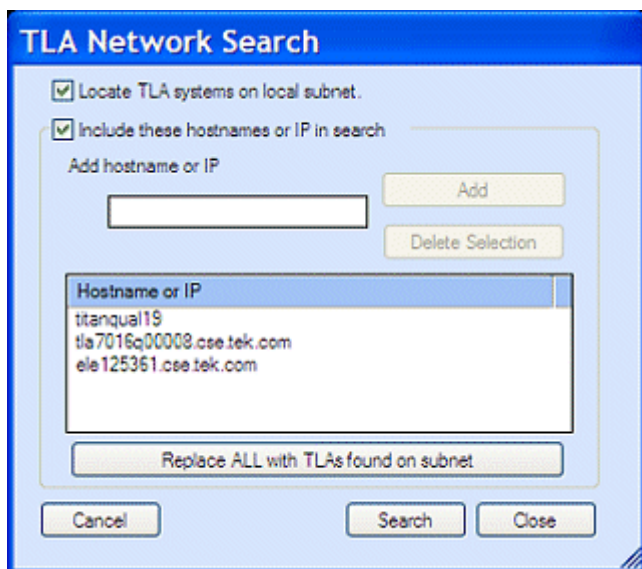 TLA Network Search
Locate TLA systems on local subnet.
Include these hostnames or IP in search
Add hostname or IP
Add
Delete Selection
Hostname or IP
titanqual19
tla7016q00008.cse.tek.com
ele125361.cse.tek.com
Replace ALL with TLAs found on subnet
Cancel
Search
Close